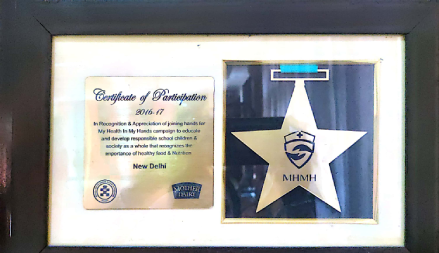 Certificate of Participation
2016-17
In Recognition & Appreciation of joining hands for
My Health In My Hands campaign to educate
and develop responsible school children &
society as a whole that recognizes the
importance of healthy food & Nutrition
New Delhi
MOTHER
DAIRY
MHMH